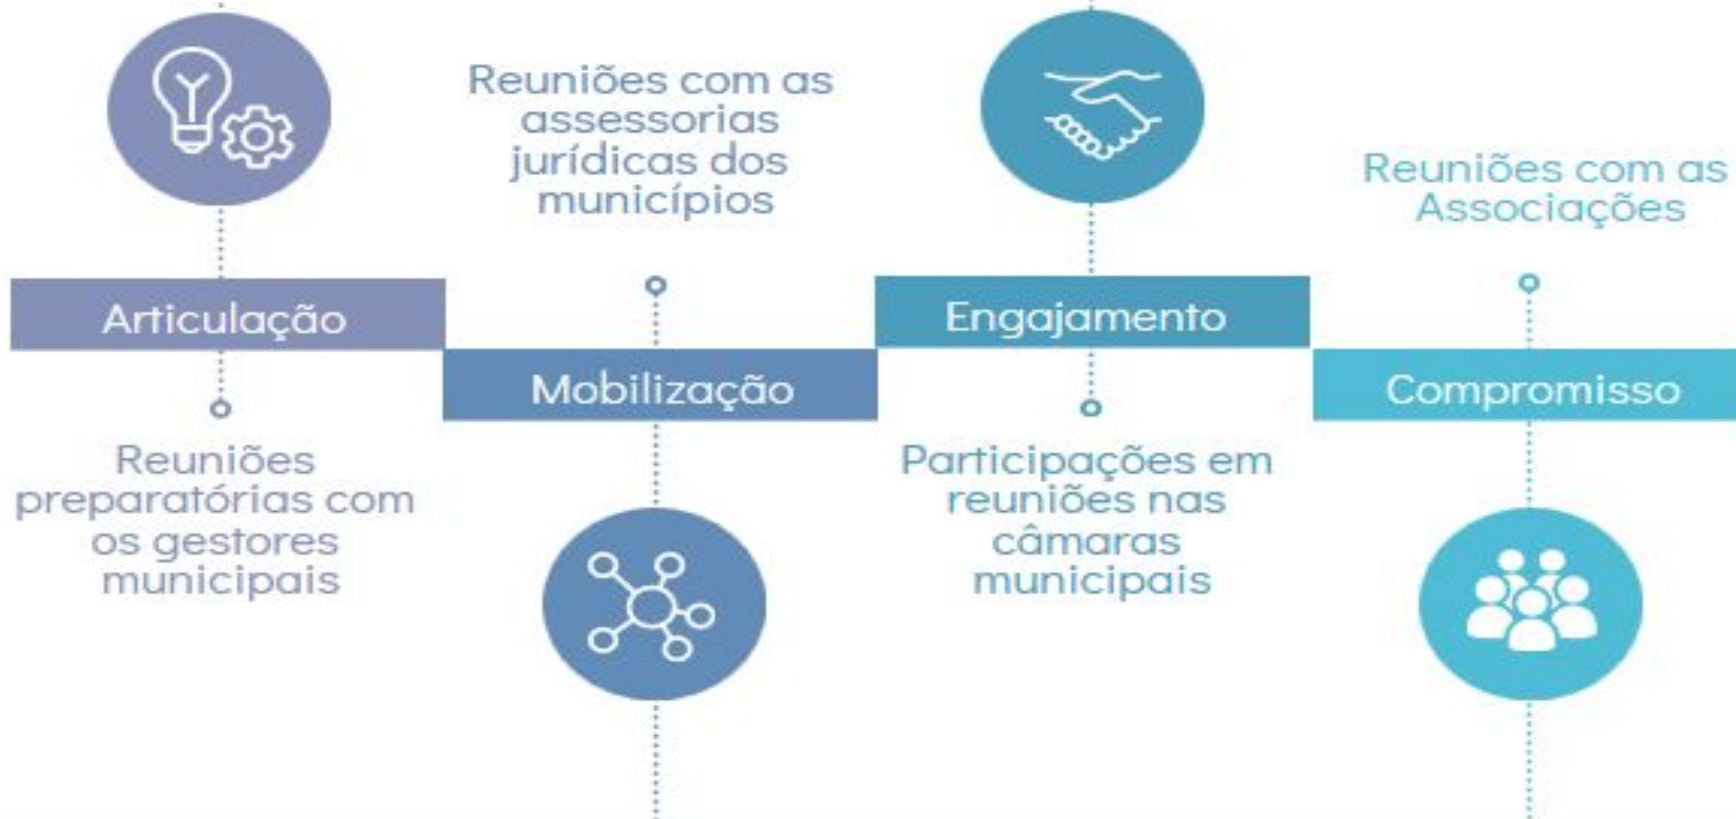 Articulação
Reuniões
preparatórias com
os gestores
municipais
Reuniões com as
assessorias
jurídicas dos
municípios
Mobilização
Engajamento
Participações em
reuniões nas
câmaras
municipais
Reuniões com as
Associações
Compromisso